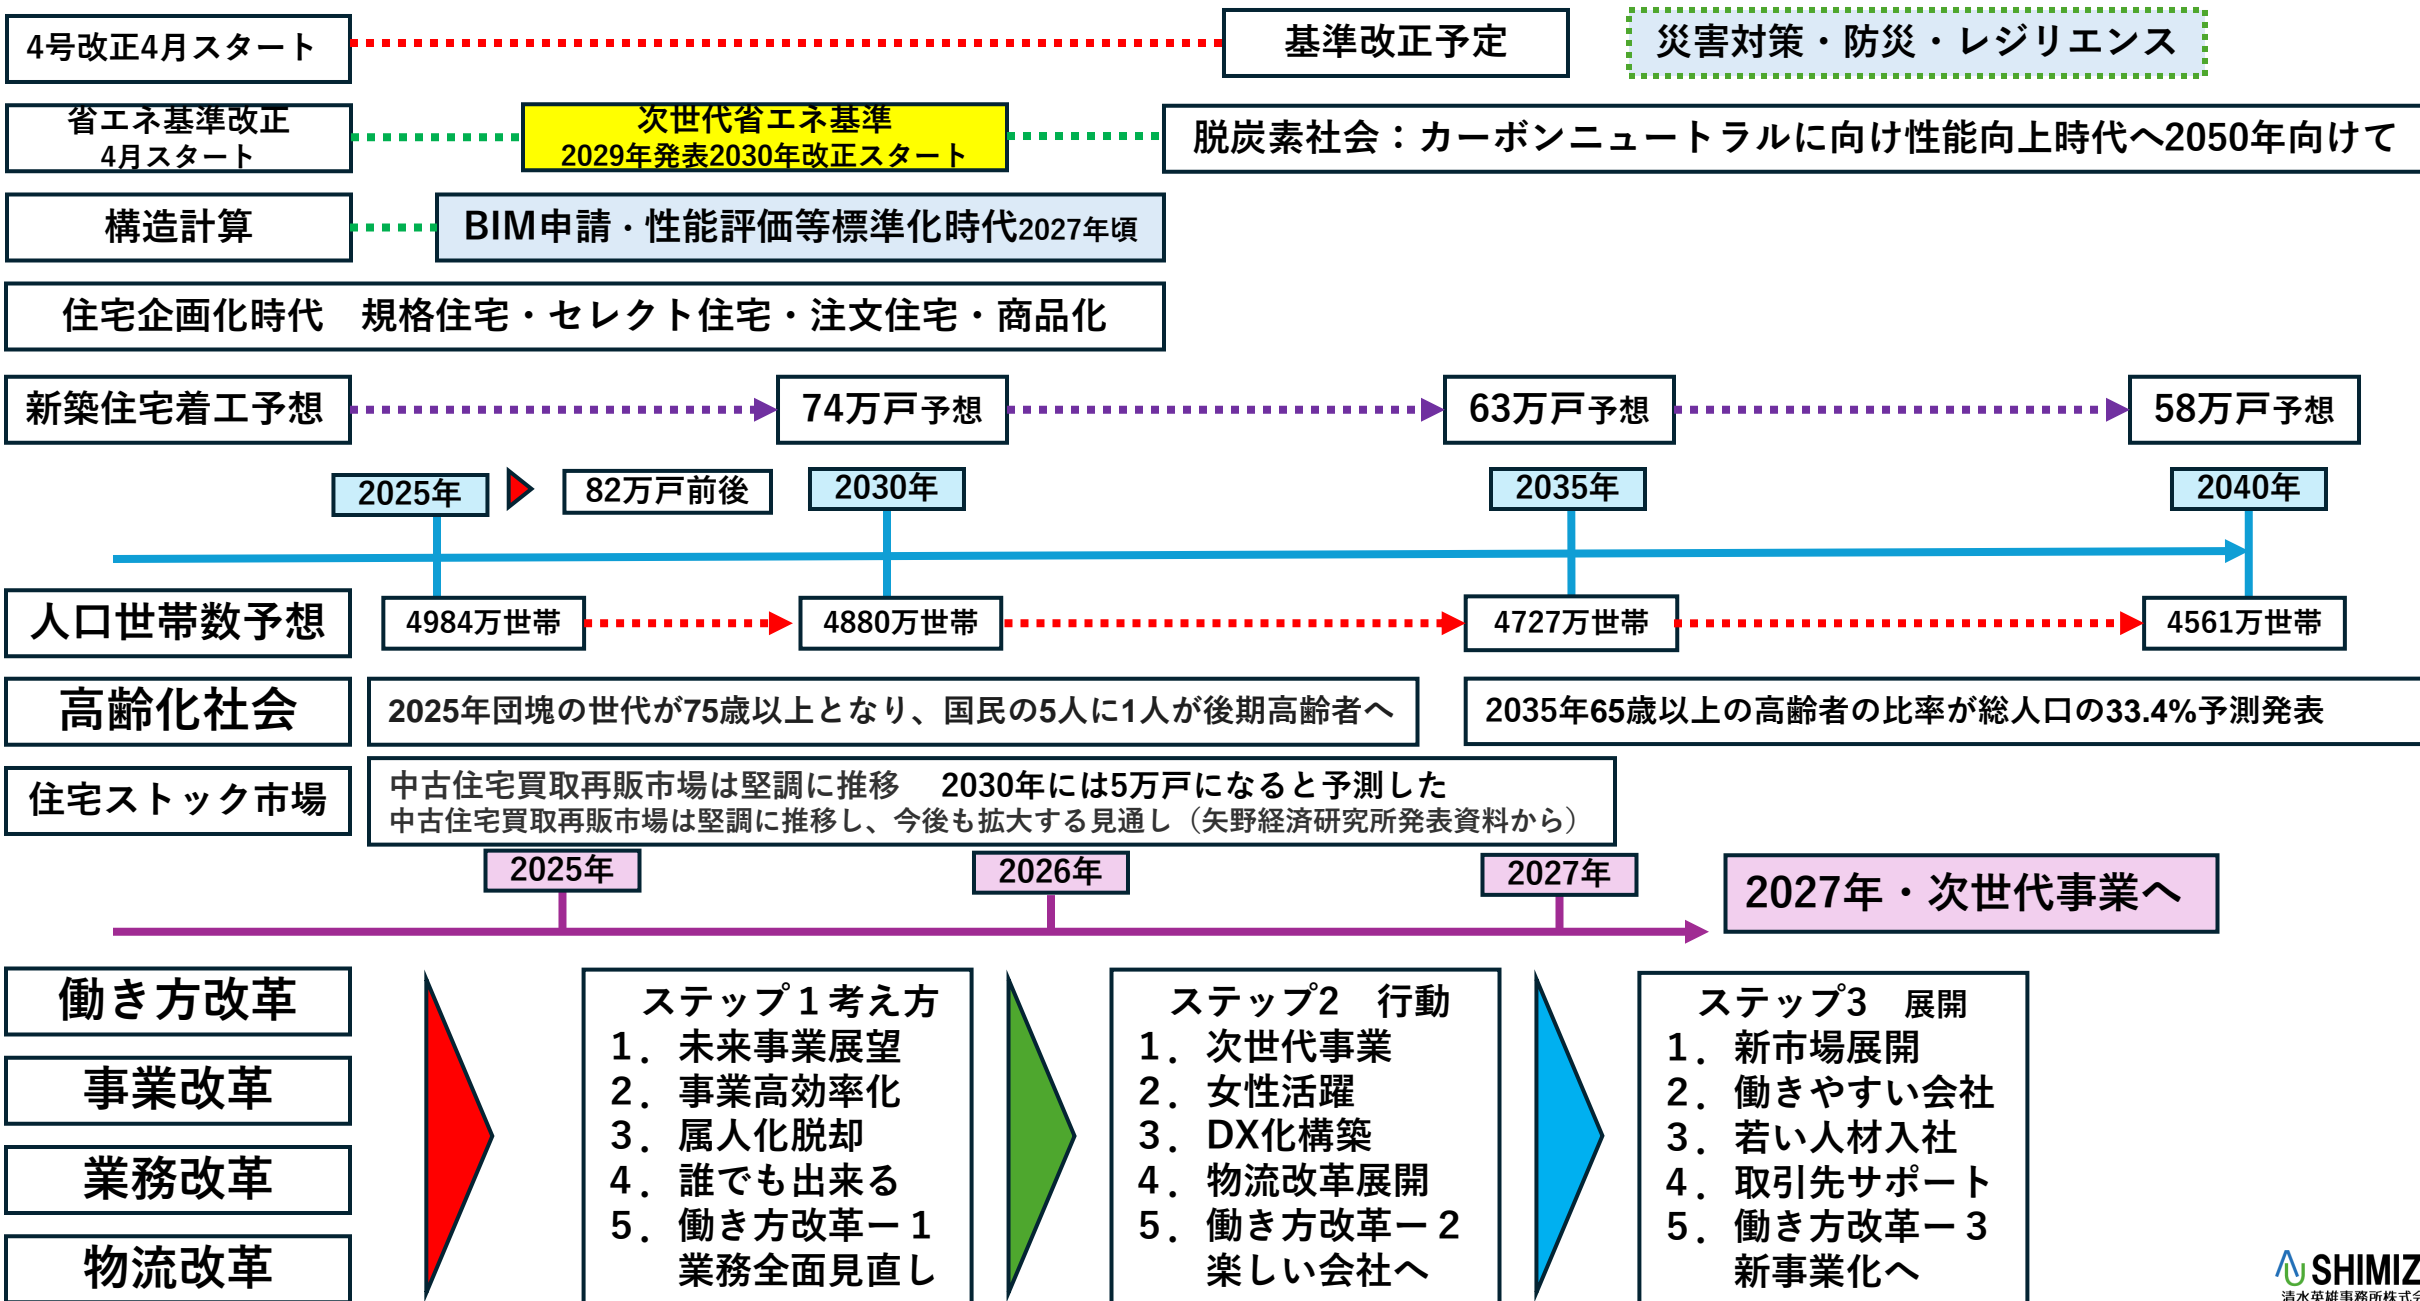 4号改正4月スタート
基準改正予定
災害対策・防災・レジリエンス
省エネ基準改正
4月スタート
次世代省エネ基準
2029年発表2030年改正スタート
脱炭素社会：カーボンニュートラルに向け性能向上時代へ2050年向けて
構造計算
BIM申請・性能評価等標準化時代2027年頃
住宅企画化時代　規格住宅・セレクト住宅・注文住宅・商品化
新築住宅着工予想
74万戸予想
63万戸予想
58万戸予想
2025年
82万戸前後
2030年
2035年
2040年
人口世帯数予想
4984万世帯
4880万世帯
4727万世帯
4561万世帯
高齢化社会
2025年団塊の世代が75歳以上となり、国民の5人に1人が後期高齢者へ
2035年65歳以上の高齢者の比率が総人口の33.4%予測発表
住宅ストック市場
中古住宅買取再販市場は堅調に推移　2030年には5万戸になると予測した
中古住宅買取再販市場は堅調に推移し、今後も拡大する見通し（矢野経済研究所発表資料から）
2025年
2026年
2027年
2027年・次世代事業へ
働き方改革
事業改革
業務改革
物流改革
ステップ１考え方
1．未来事業展望
2．事業高効率化
3．属人化脱却
4．誰でも出来る
5．働き方改革ー１
業務全面見直し
ステップ2　行動
1．次世代事業
2．女性活躍
3．DX化構築
4．物流改革展開
5．働き方改革ー２
楽しい会社へ
ステップ3　展開
1．新市場展開
2．働きやすい会社
3．若い人材入社
4．取引先サポート
5．働き方改革ー３
新事業化へ
SHIMIZ
清水英雄事務所株式会